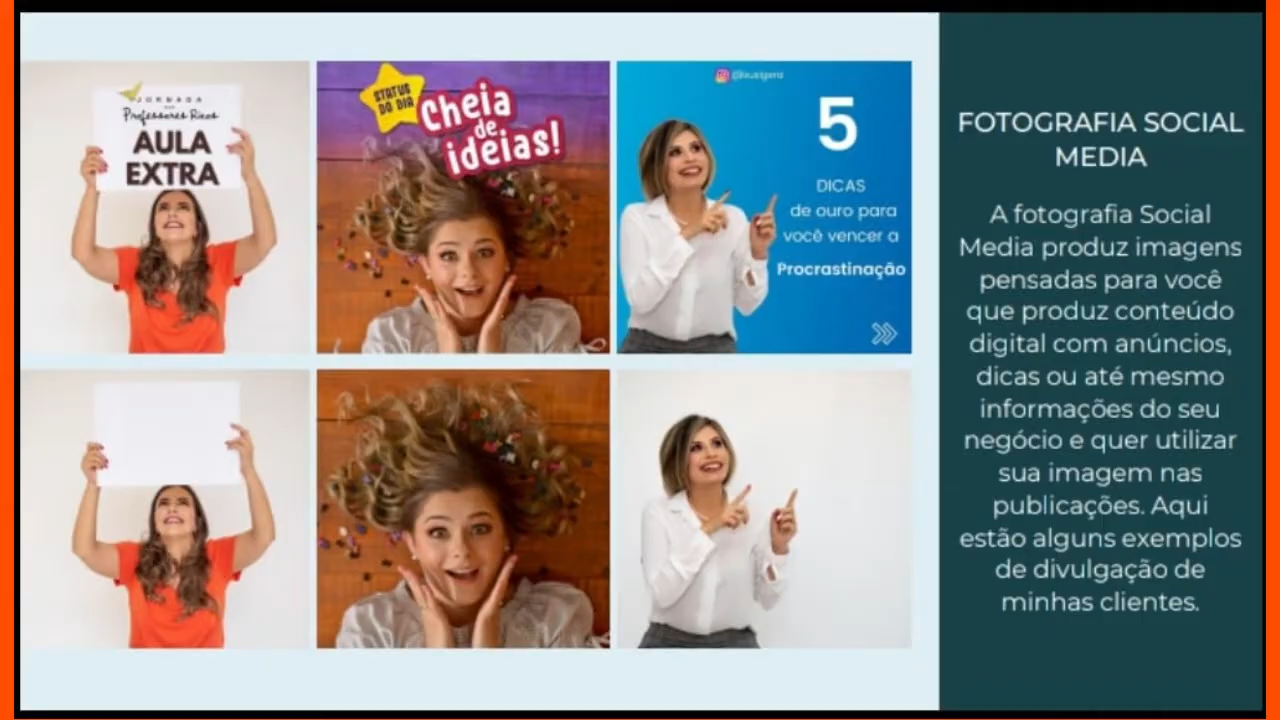 JORNADA
Professores Ricos
AULA
EXTRA
STATUS
DO DIA
Cheia
de
ideias!
5
DICAS
de ouro para
você vencer a
Procrastinação
FOTOGRAFIA SOCIAL
MEDIA
A fotografia Social
Media produz imagens
pensadas para você
que produz conteúdo
digital com anúncios,
dicas ou até mesmo
informações do seu
negócio e quer utilizar
sua imagem nas
publicações. Aqui
estão alguns exemplos
de divulgação de
minhas clientes.